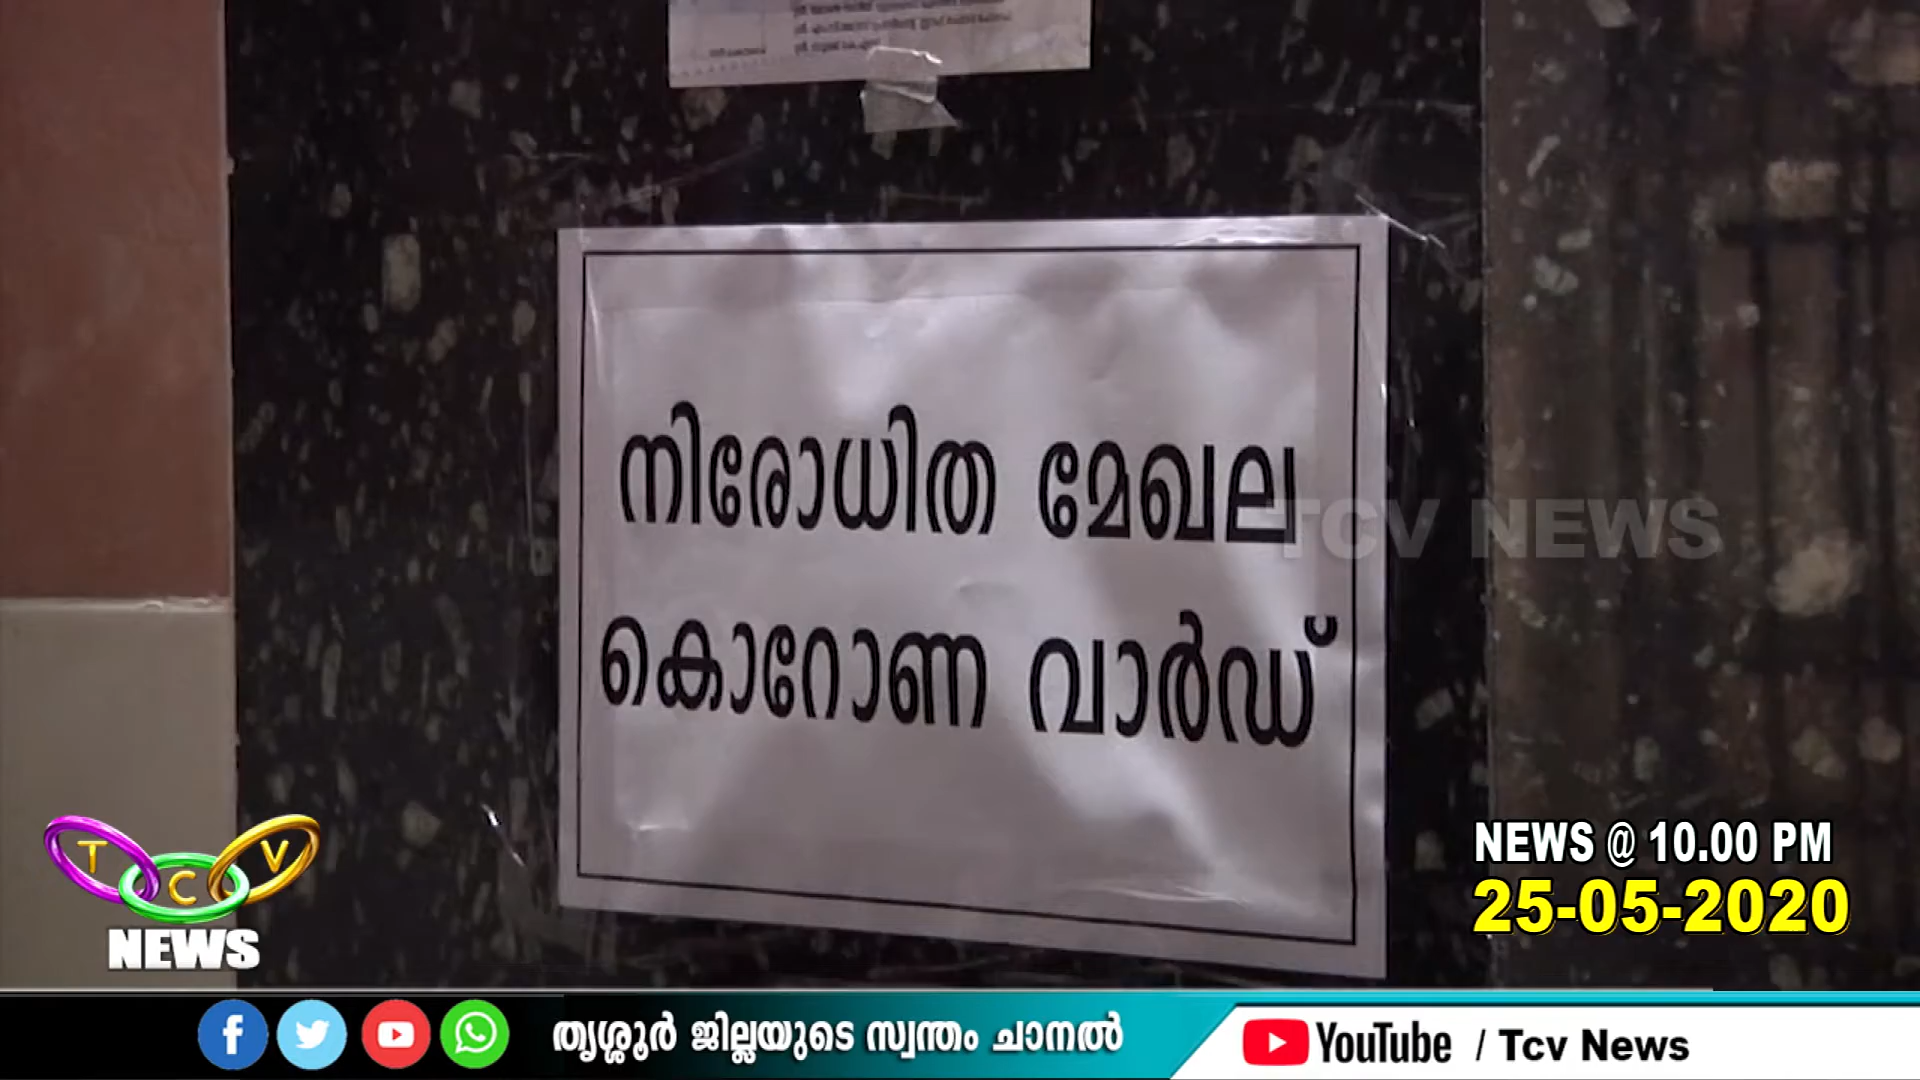 നിരോധിത മേഖല
കൊറോണ വാർഡ്
TCV NEWS
T C V
NEWS
NEWS @ 10.00 PM
25-05-2020
തൃശ്ശൂർ ജില്ലയുടെ സ്വന്തം ചാനൽ
YouTube / Tcv News